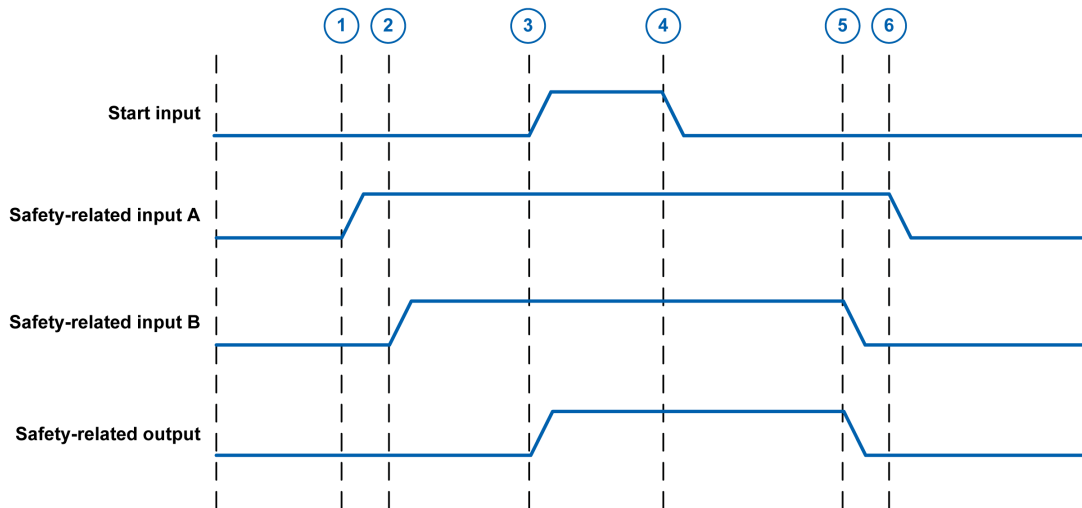 1 2 3 4 5 6
Start input
Safety-related input A
Safety-related input B
Safety-related output